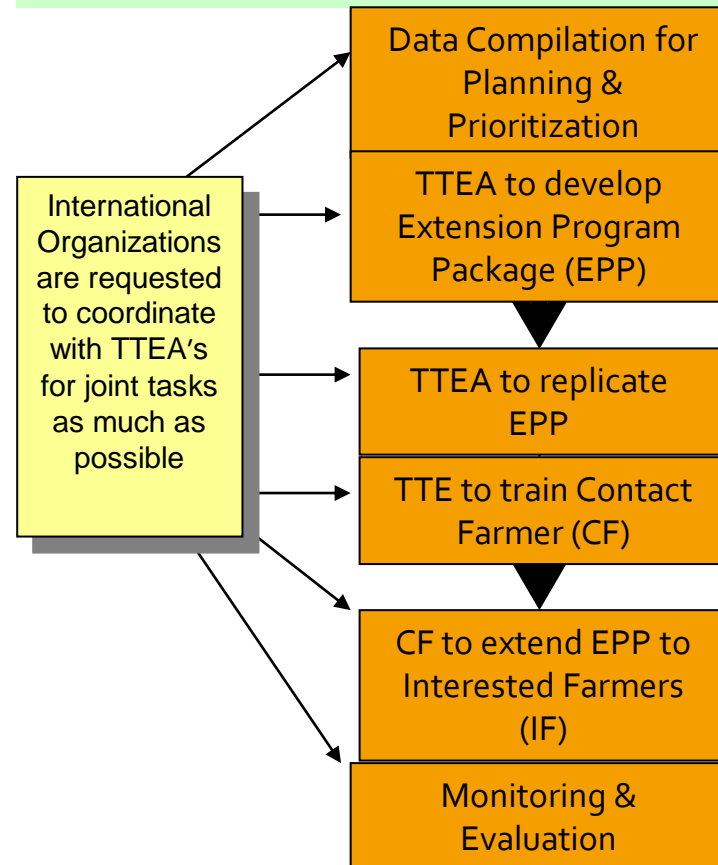 Data Compilation for
Planning &
Prioritization
TTEA to develop
Extension Program
Package (EPP)
International
Organizations
are requested
to coordinate
with TTEA's
for joint tasks
as much as
possible
TTEA to replicate
EPP
TTE to train Contact
Farmer (CF)
CF to extend EPP to
Interested Farmers
(IF)
Monitoring &
Evaluation